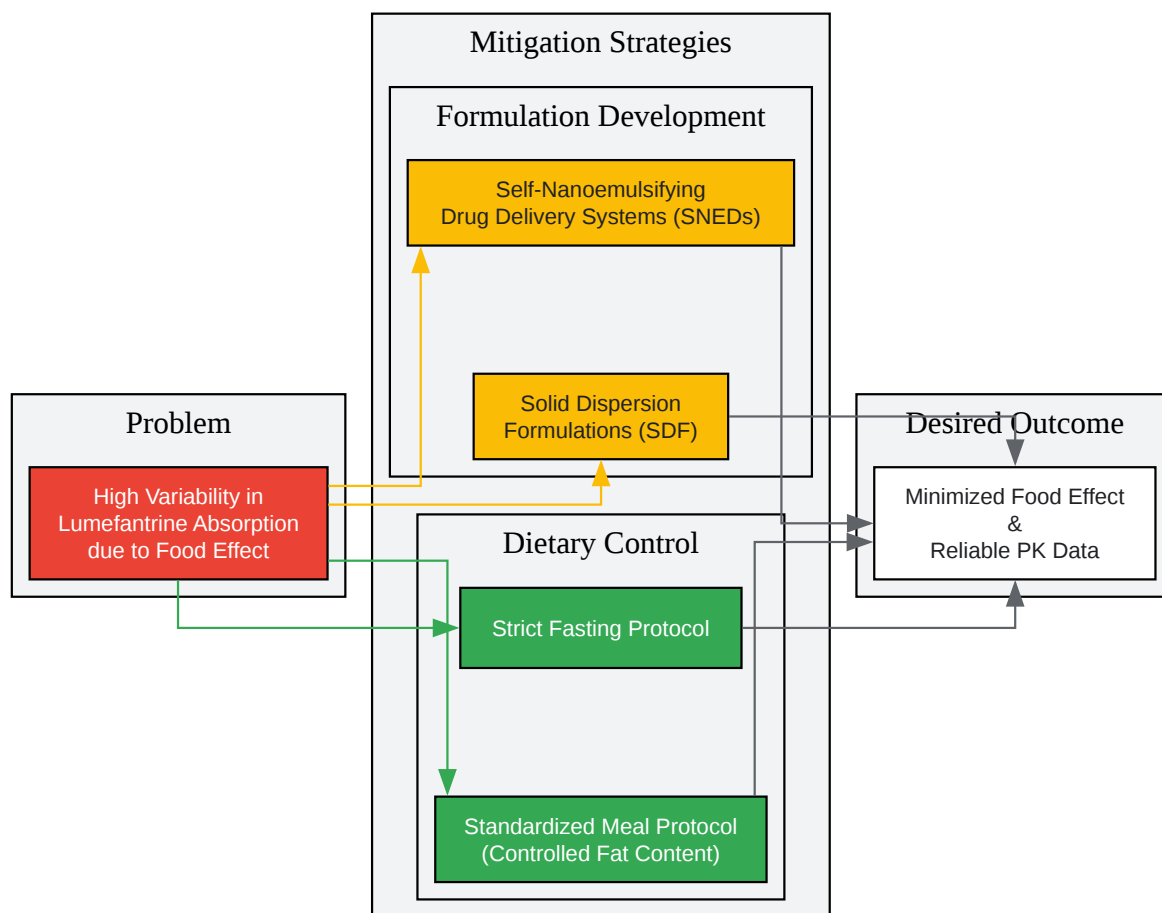 Mitigation Strategies
Formulation Development
Self-Nanoemulsifying
Drug Delivery Systems (SNEDs)
Solid Dispersion
Formulations (SDF)
Problem
High Variability in
Lumefantrine Absorption
due to Food Effect
Dietary Control
Strict Fasting Protocol
Standardized Meal Protocol
(Controlled Fat Content)
Desired Outcome
Minimized Food Effect
&
Reliable PK Data